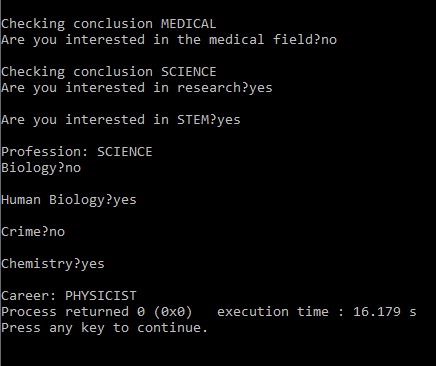 Checking conclusion MEDICAL
Are you interested in the medical field?no
Checking conclusion SCIENCE
Are you interested in research?yes
Are you interested in STEM?yes
Profession: SCIENCE
Biology?no
Human Biology?yes
Crime?no
Chemistry?yes
Career: PHYSICIST
Process returned 0 (0x0)   execution time : 16.179 s
Press any key to continue.